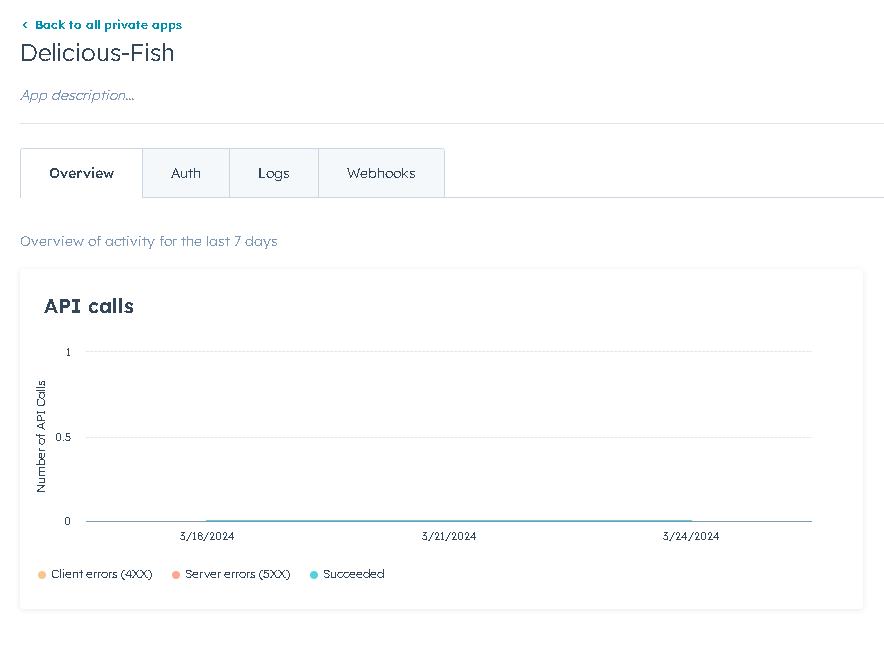 Back to all private apps
Delicious-Fish
App description...
Overview Auth Logs Webhooks
Overview of activity for the last 7 days
API calls
Number of API Calls
1
0.5
0
3/18/2024 3/21/2024 3/24/2024
Client errors (4XX) Server errors (5XX) Succeeded